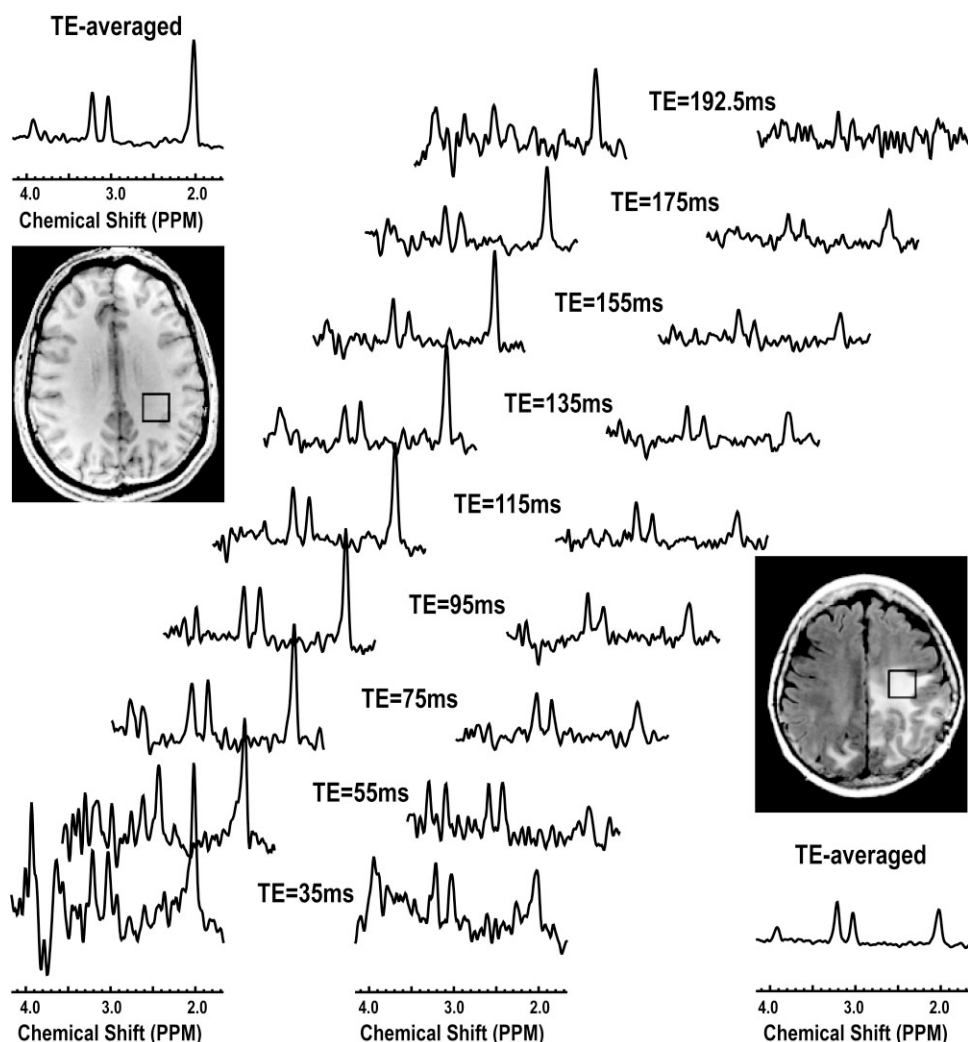 TE-averaged
4.0 3.0 2.0
Chemical Shift (PPM)
TE=192.5ms
TE=175ms
TE=155ms
TE=135ms
TE=115ms
TE=95ms
TE=75ms
TE=55ms
TE=35ms
TE-averaged
4.0 3.0 2.0
Chemical Shift (PPM)
4.0 3.0 2.0
Chemical Shift (PPM)
4.0 3.0 2.0
Chemical Shift (PPM)